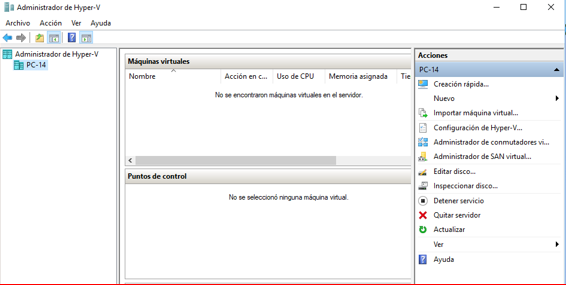 Administrador de Hyper-V
Archivo Acción Ver Ayuda
Administrador de Hyper-V
PC-14
Máquinas virtuales
Nombre Acción en c... Uso de CPU Memoria asignada Tie
No se encontraron máquinas virtuales en el servidor.
Puntos de control
No se seleccionó ninguna máquina virtual.
Acciones
PC-14
Creación rápida...
Nuevo
Importar máquina virtual...
Configuración de Hyper-V...
Administrador de conmutadores vi...
Administrador de SAN virtual...
Editar disco...
Inspeccionar disco...
Detener servicio
Quitar servidor
Actualizar
Ver
Ayuda